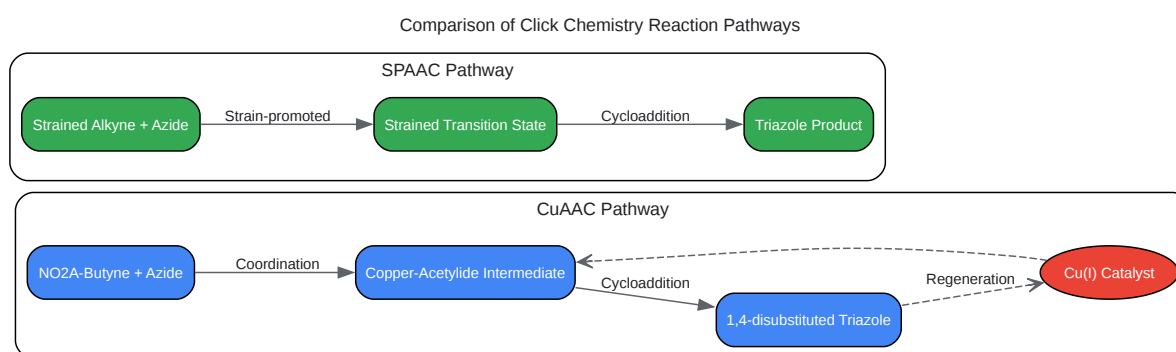 Comparison of Click Chemistry Reaction Pathways
SPAAC Pathway
Strained Alkyne + Azide
Strain-promoted
Strained Transition State
Cycloaddition
Triazole Product
CuAAC Pathway
NO2A-Butyne + Azide
Coordination
Copper-Acetylide Intermediate
Cycloaddition
1,4-disubstituted Triazole
Regeneration
Cu(I) Catalyst